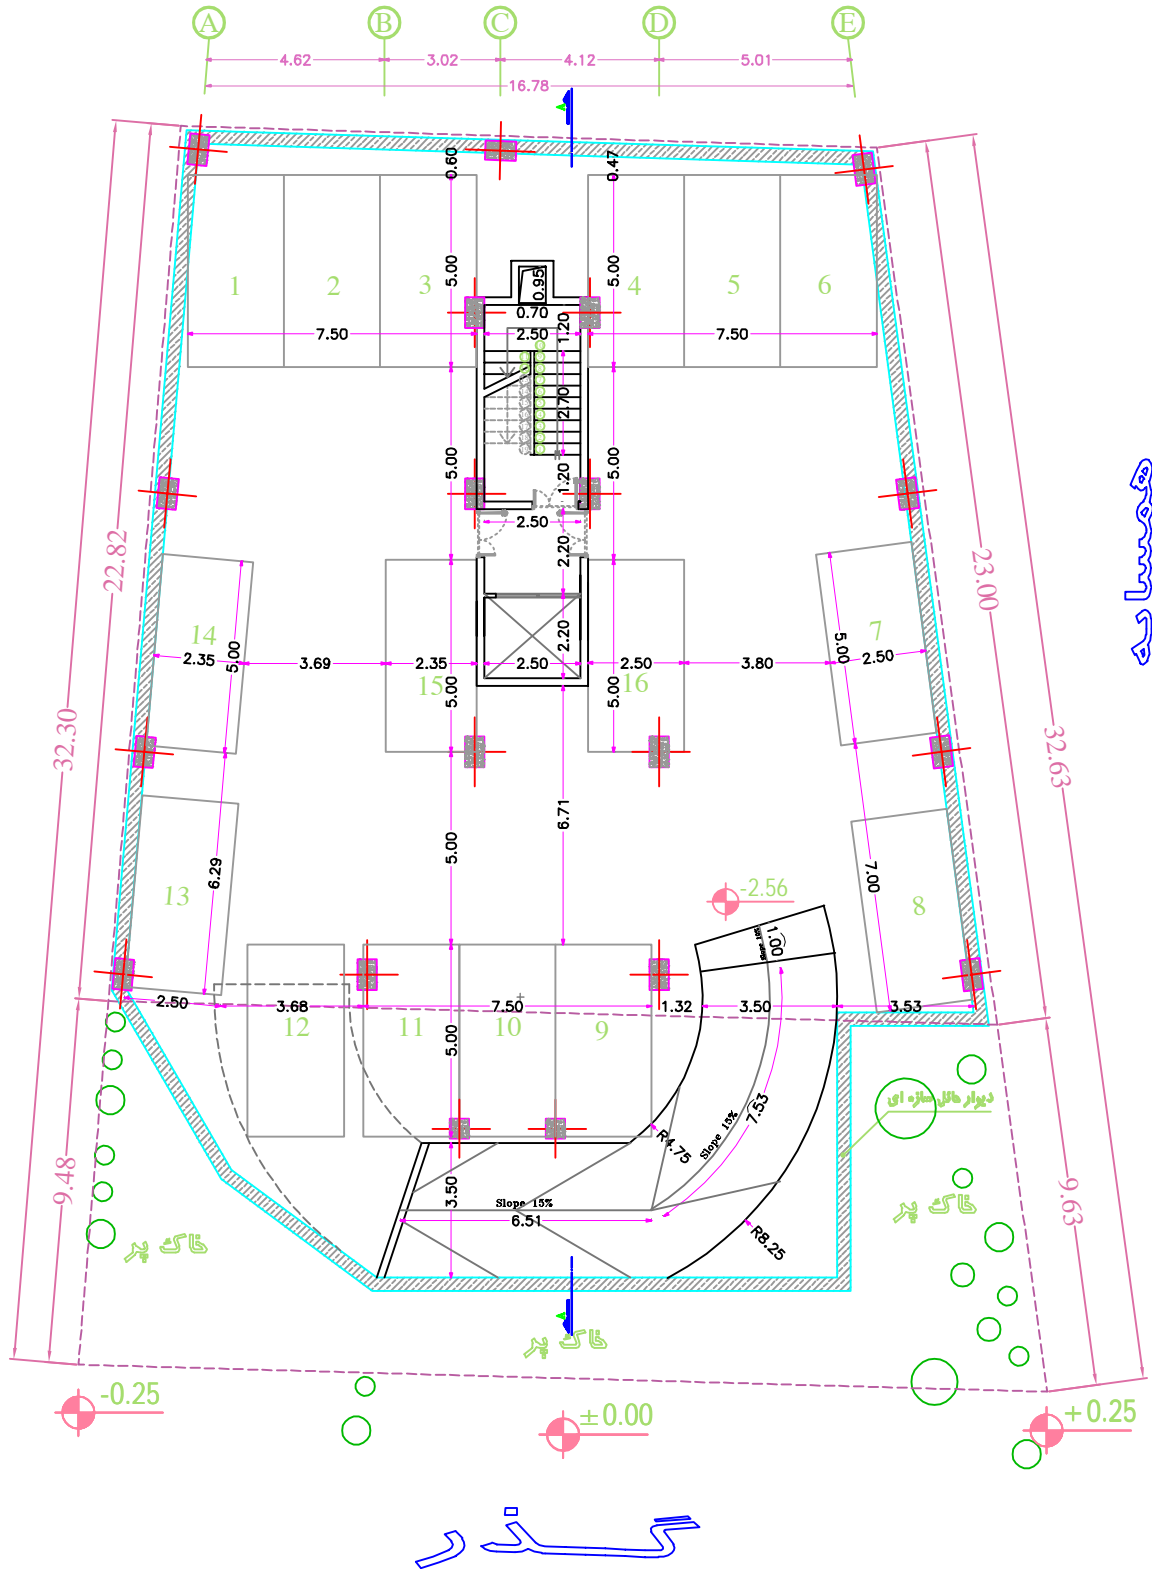 A B C D E
4.62 3.02 4.12 5.01
16.78
0.60 0.47
5.00 5.00
1 2 3 4 5 6
0.95
0.70 1.20
7.50 2.50 7.50
2.70
5.00 5.00
1.20
2.50
2.20
22.82 23.00
همسایه
14 7
5.00 5.00
2.20
2.35 3.69 2.35 2.50 2.50 3.80 2.50
15 16
5.00 5.00
32.30 32.63
6.71
5.00
6.29 7.00
13 8
-2.56
1.00
Slope 10%
2.50 3.68 7.50 1.32 3.50 3.53
12 11 10 9
5.00
دیوار حائل سازه ای
7.53
Slope 15%
R4.75
9.48 9.63
3.50
Slope 15%
6.51
R8.25
خاک پر
خاک پر
خاک پر
-0.25 ±0.00 +0.25
گذر